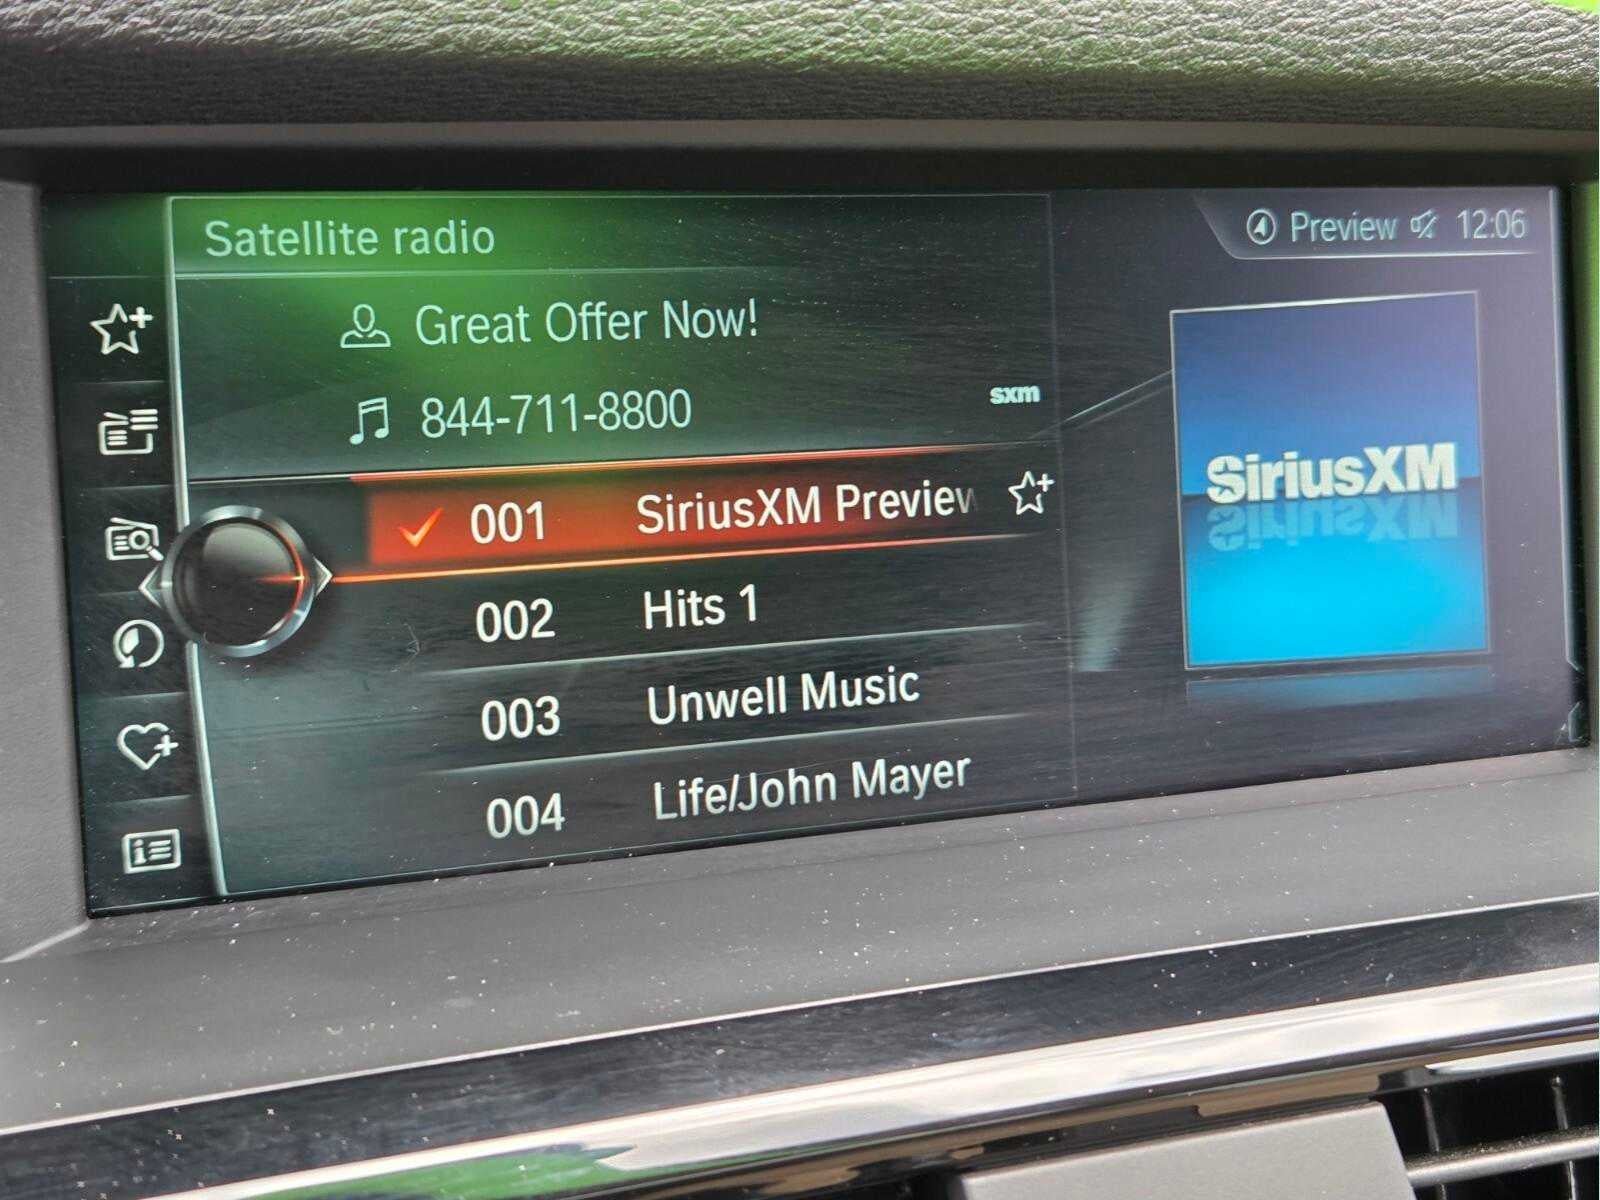 Satellite radio
Preview 12:06
Great Offer Now!
844-711-8800
sxm
001 SiriusXM Preview
002 Hits 1
003 Unwell Music
004 Life/John Mayer
SiriusXM